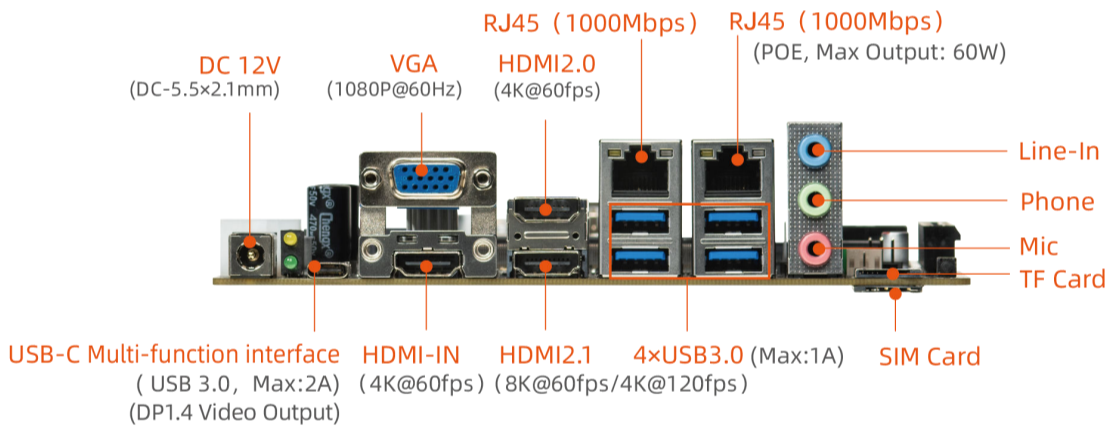 RJ45（1000Mbps）
RJ45（1000Mbps）
(POE, Max Output: 60W)
DC 12V
(DC-5.5×2.1mm)
VGA
(1080P@60Hz)
HDMI2.0
(4K@60fps)
Line-In
Phone
Mic
TF Card
50v 470
Chengx
USB-C Multi-function interface
( USB 3.0，Max:2A)
(DP1.4 Video Output)
HDMI-IN
(4K@60fps)
HDMI2.1
(8K@60fps/4K@120fps)
4×USB3.0 (Max:1A)
SIM Card